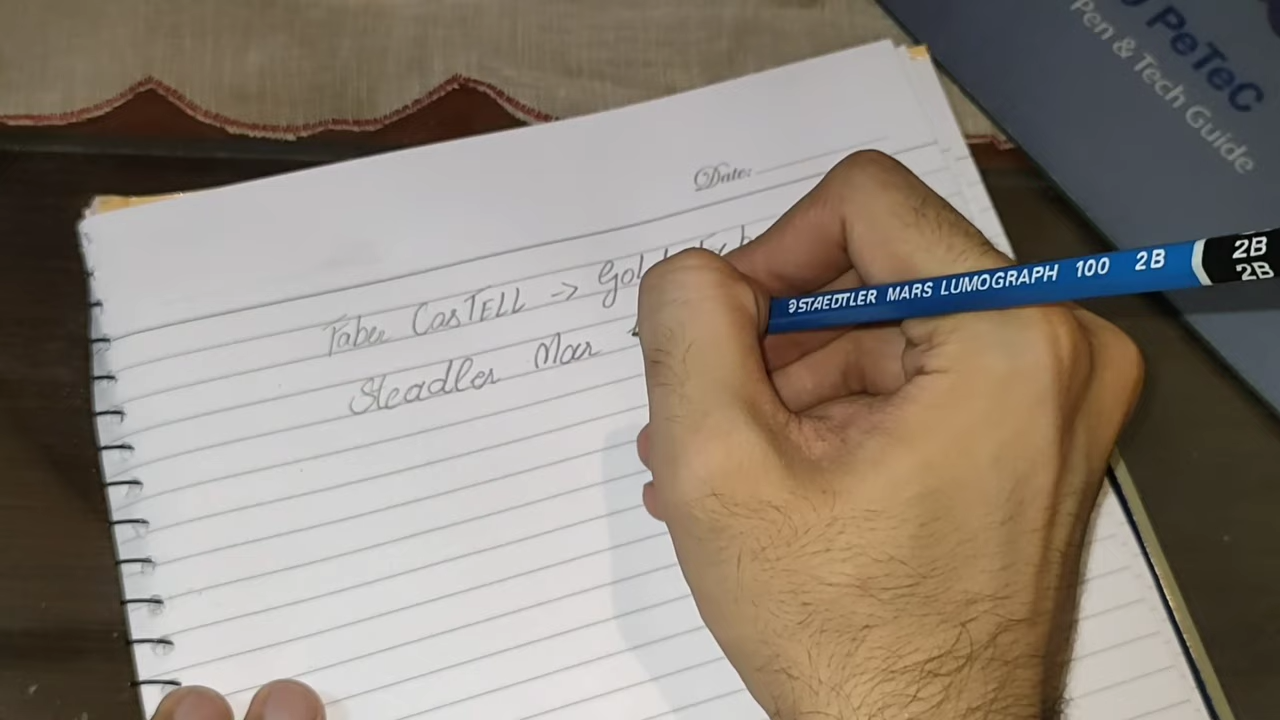 PeTeC
Pen & Tech Guide
Date:
Faber CasTELL → Gol
Steadler Mar
STAEDTLER MARS LUMOGRAPH 100 2B
2B
2B